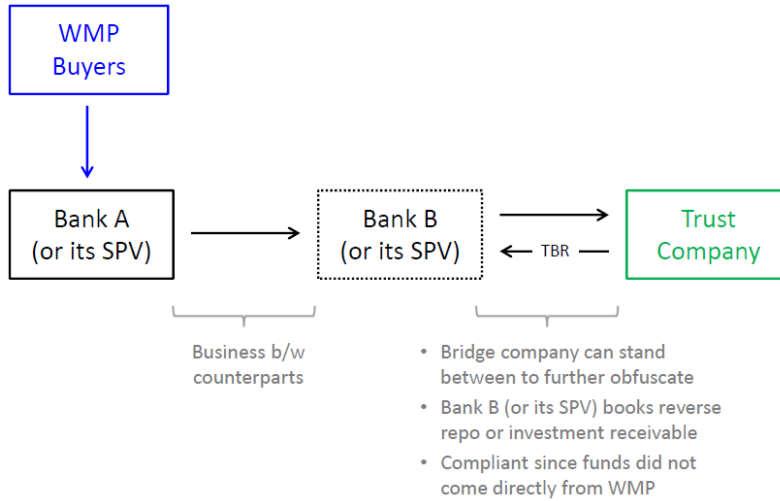 WMP
Buyers
Bank A
(or its SPV)
Bank B
(or its SPV)
TBR
Trust
Company
Business b/w
counterparts
• Bridge company can stand
between to further obfuscate
• Bank B (or its SPV) books reverse
repo or investment receivable
• Compliant since funds did not
come directly from WMP